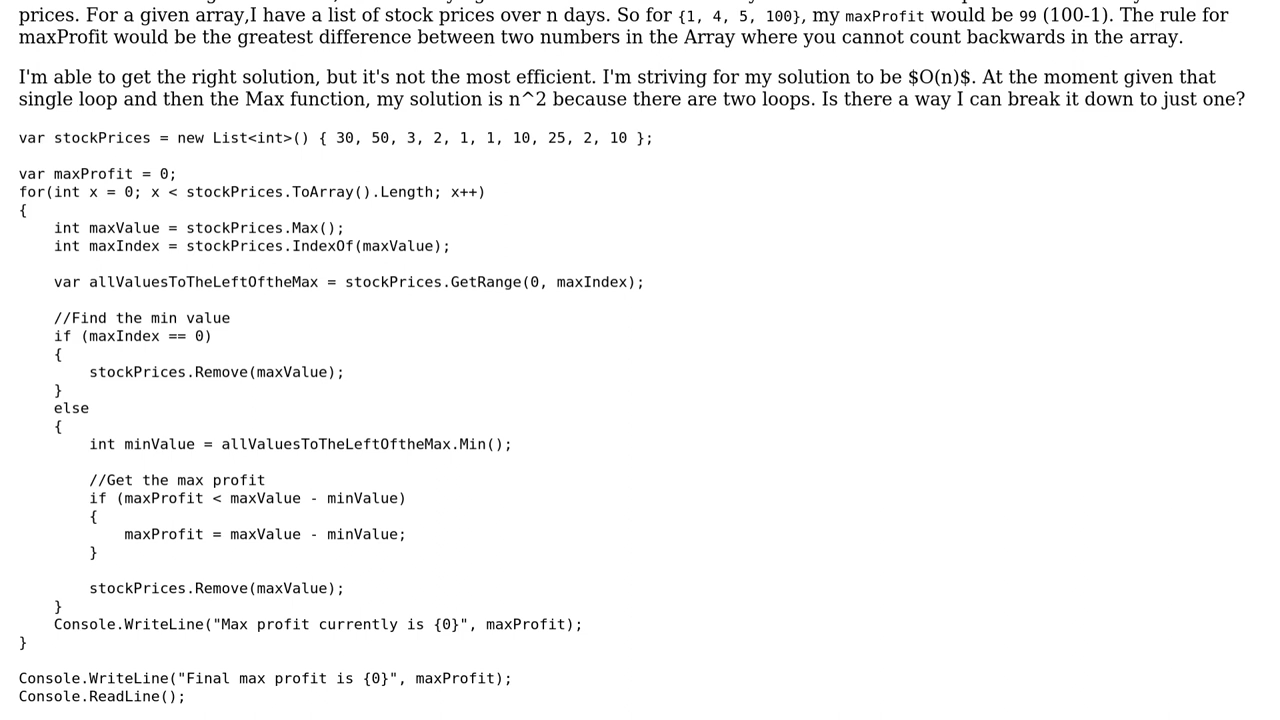 prices. For a given array,I have a list of stock prices over n days. So for {1, 4, 5, 100}, my maxProfit would be 99 (100-1). The rule for
maxProfit would be the greatest difference between two numbers in the Array where you cannot count backwards in the array.
I'm able to get the right solution, but it's not the most efficient. I'm striving for my solution to be $O(n)$. At the moment given that
single loop and then the Max function, my solution is n^2 because there are two loops. Is there a way I can break it down to just one?
var stockPrices = new List<int>() { 30, 50, 3, 2, 1, 1, 10, 25, 2, 10 };
var maxProfit = 0;
for(int x = 0; x < stockPrices.ToArray().Length; x++)
{
    int maxValue = stockPrices.Max();
    int maxIndex = stockPrices.IndexOf(maxValue);
    var allValuesToTheLeftOftheMax = stockPrices.GetRange(0, maxIndex);
    //Find the min value
    if (maxIndex == 0)
    {
        stockPrices.Remove(maxValue);
    }
    else
    {
        int minValue = allValuesToTheLeftOftheMax.Min();
        //Get the max profit
        if (maxProfit < maxValue - minValue)
        {
            maxProfit = maxValue - minValue;
        }
        stockPrices.Remove(maxValue);
    }
    Console.WriteLine("Max profit currently is {0}", maxProfit);
}
Console.WriteLine("Final max profit is {0}", maxProfit);
Console.ReadLine();